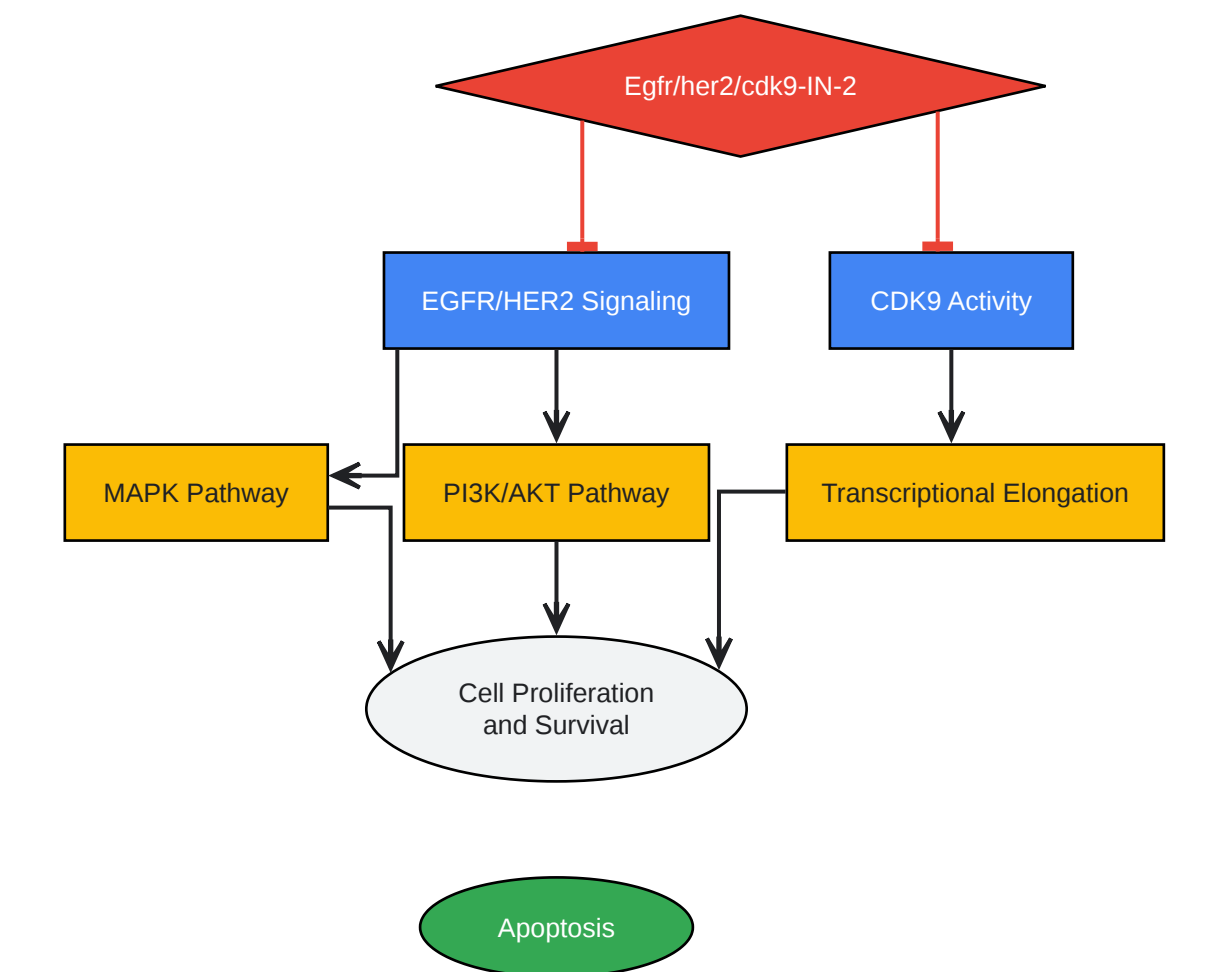 Egfr/her2/cdk9-IN-2
EGFR/HER2 Signaling
CDK9 Activity
MAPK Pathway
PI3K/AKT Pathway
Transcriptional Elongation
Cell Proliferation
and Survival
Apoptosis